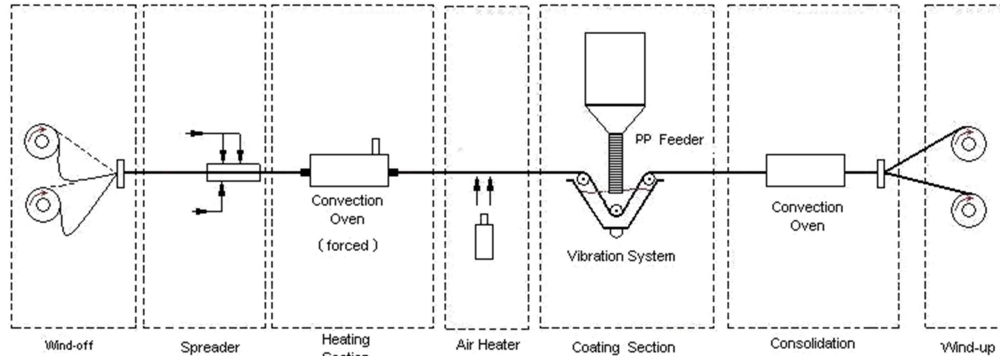 PP Feeder
Convection
Oven
( forced )
Vibration System
Convection
Oven
Wind-off
Spreader
Heating
Section
Air Heater
Coating Section
Consolidation
Wind-up